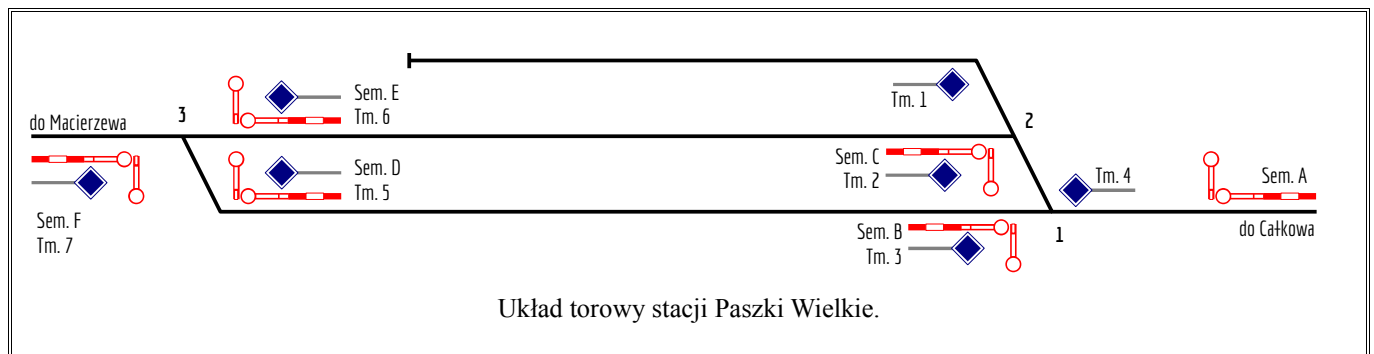 Sem. E
Tm. 6
Tm. 1
3
2
do Macierzewa
Sem. C
Tm. 2
Sem. D
Tm. 5
Tm. 4
Sem. A
Sem. F
Tm. 7
Sem. B
Tm. 3
1
do Całkowa
Układ torowy stacji Paszki Wielkie.